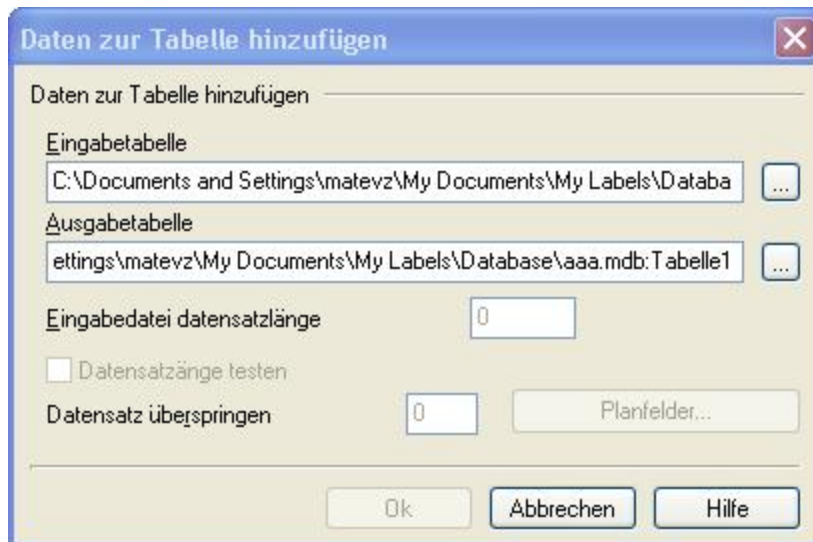 Daten zur Tabelle hinzufügen
Daten zur Tabelle hinzufügen
Eingabetabelle
C:\Documents and Settings\matevz\My Documents\My Labels\Databa
...
Ausgabetabelle
ettings\matevz\My Documents\My Labels\Database\aaa.mdb:Tabelle1
...
Eingabedatei datensatzlänge 0
Datensatzänge testen
Datensatz überspringen 0 Planfelder...
Ok Abbrechen Hilfe